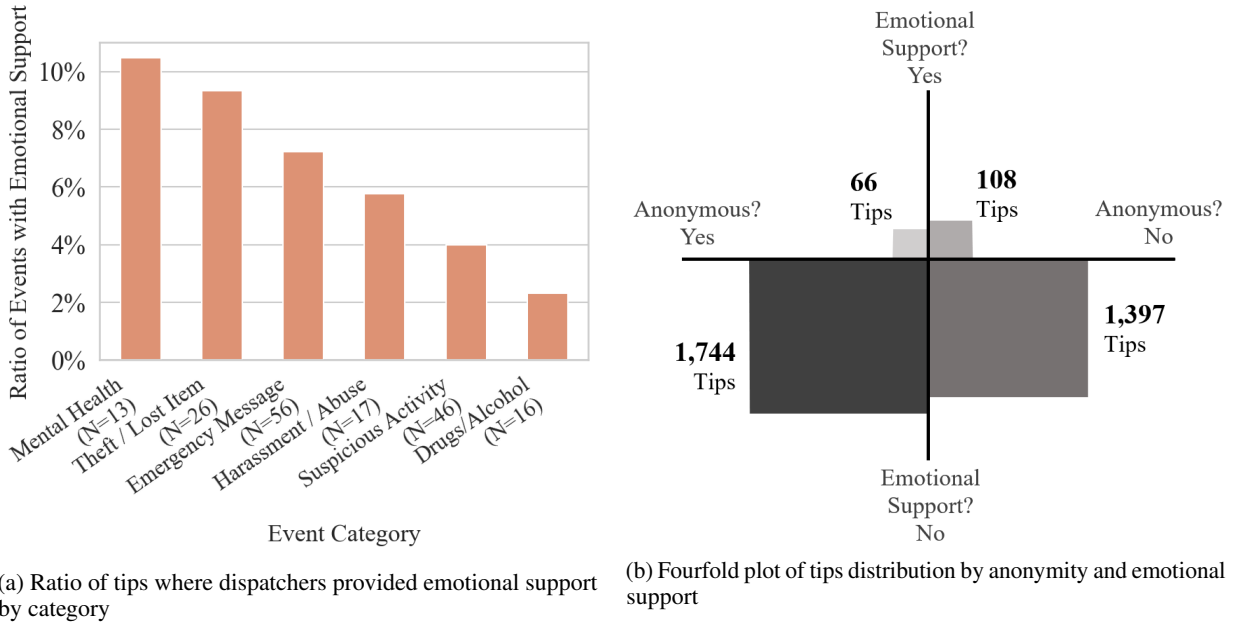 Ratio of Events with Emotional Support
10%
8%
6%
4%
2%
0%
Mental Health
(N=13)
Theft / Lost Item
(N=26)
Emergency Message
(N=56)
Harassment / Abuse
(N=17)
Suspicious Activity
(N=46)
Drugs/Alcohol
(N=16)
Event Category
(a) Ratio of tips where dispatchers provided emotional support
by category
Emotional
Support?
Yes
66
Tips
108
Tips
Anonymous?
Yes
Anonymous?
No
1,744
Tips
1,397
Tips
Emotional
Support?
No
(b) Fourfold plot of tips distribution by anonymity and emotional
support